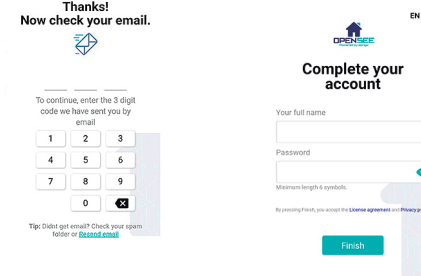 Thanks!
Now check your email.
To continue, enter the 3 digit
code we have sent you by
email
1 2 3
4 5 6
7 8 9
0
Tip: Didnt get email? Check your spam
folder or Resend email
EN
OPENSEE
Complete your
account
Your full name
Password
Minimum length 6 symbols.
By pressing Finish, you accept the License agreement and Privacy
Finish